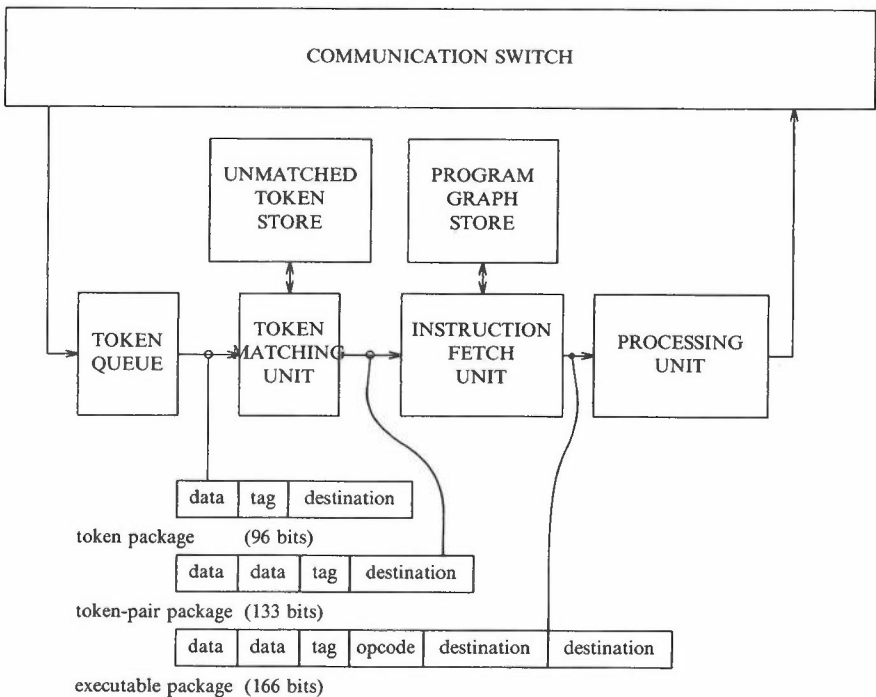 COMMUNICATION SWITCH
UNMATCHED
TOKEN
STORE
PROGRAM
GRAPH
STORE
TOKEN
QUEUE
TOKEN
MATCHING
UNIT
INSTRUCTION
FETCH
UNIT
PROCESSING
UNIT
data tag destination
token package (96 bits)
data data tag destination
token-pair package (133 bits)
data data tag opcode destination destination
executable package (166 bits)